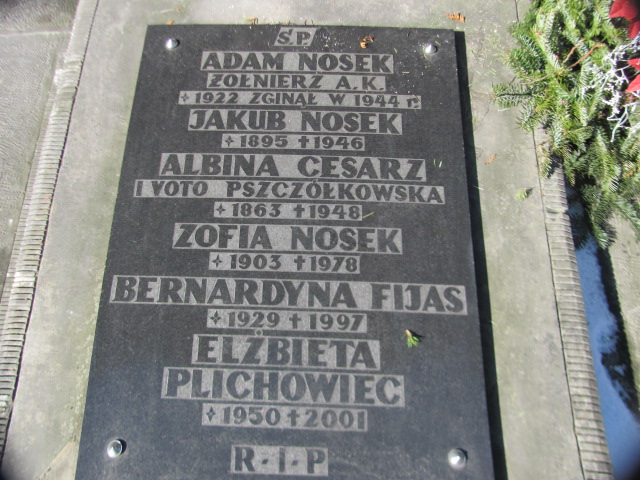 Ś.P.
ADAM NOSEK
ŻOŁNIERZ A.K.
✧1922 ZGINĄŁ W 1944 r.
JAKUB NOSEK
✧1895 ✝ 1946
ALBINA CESARZ
I VOTO PSZCZÓŁKOWSKA
✧1863 ✝ 1948
ZOFIA NOSEK
✧1903 ✝ 1978
BERNARDYNA FIJAS
✧1929 ✝ 1997
ELŻBIETA
PLICHOWIEC
✧1950 ✝ 2001
R·I·P